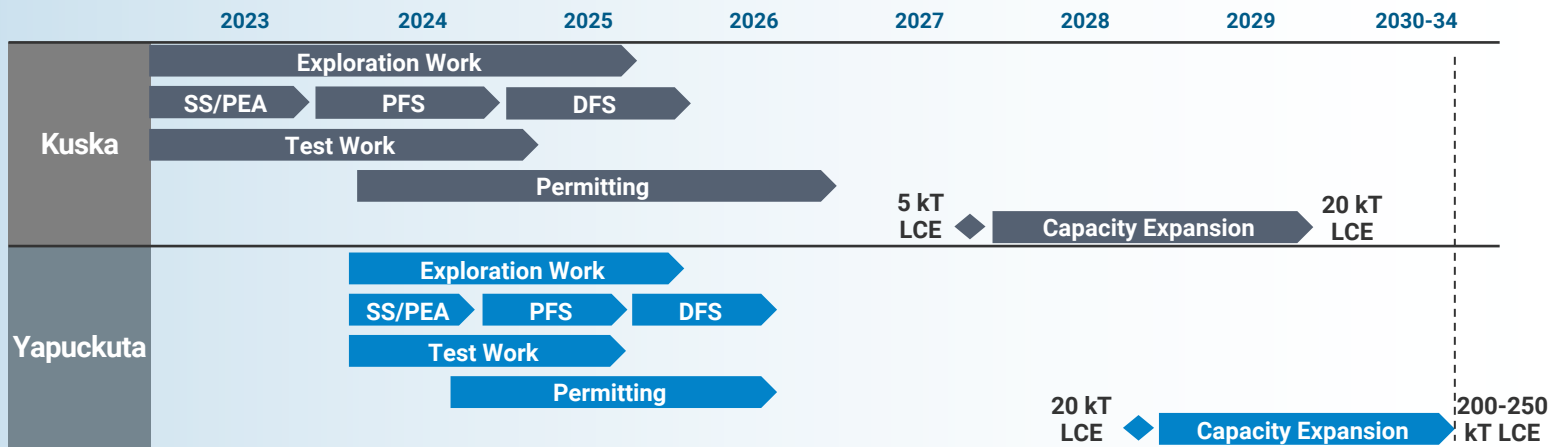 2023 2024 2025 2026 2027 2028 2029 2030-34
Kuska
Exploration Work
SS/PEA PFS DFS
Test Work
Permitting
5 kT
LCE
Capacity Expansion
20 kT
LCE
Yapuckuta
Exploration Work
SS/PEA PFS DFS
Test Work
Permitting
20 kT
LCE
Capacity Expansion
200-250
kT LCE